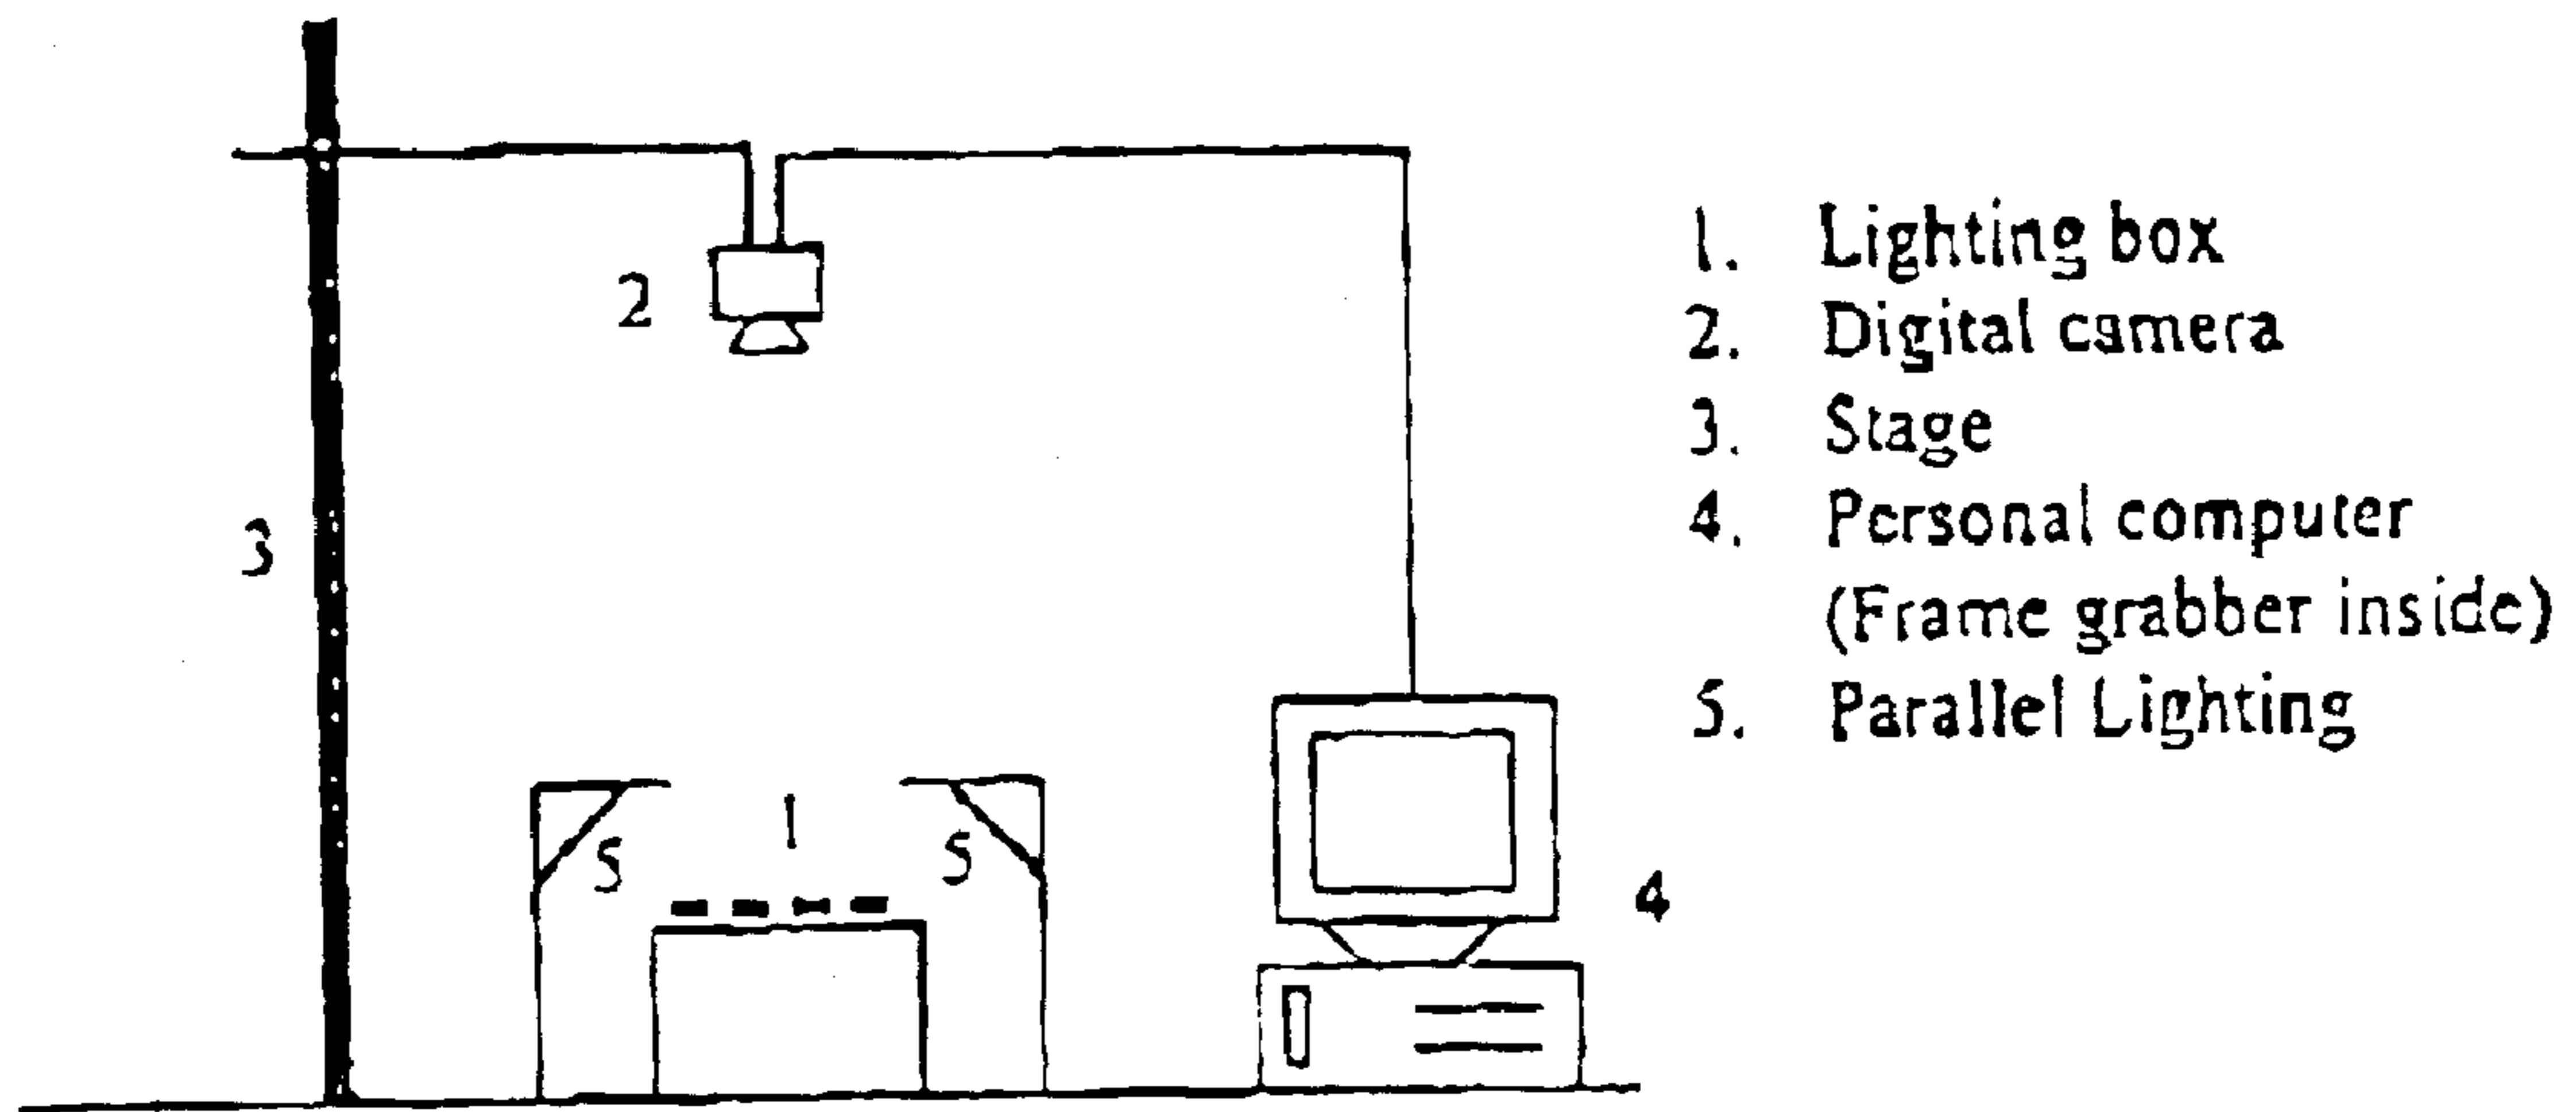 2
3
1
5 5
4
1. Lighting box
2. Digital camera
3. Stage
4. Personal computer
(Frame grabber inside)
5. Parallel Lighting